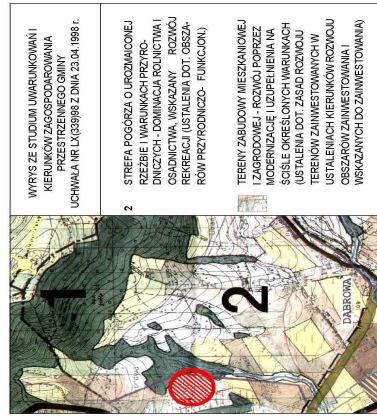 WYRYS ZE STUDIUM UWARUNKOWAŃ I
KIERUNKÓW ZAGOSPODAROWANIA
PRZESTRZENNEGO GMINY
UCHWAŁA NR LX(339)98 Z DNIA 23.04.1998 r.
2 STREFA POGÓRZA O UROZMAICONEJ
RZEŹBIE I WARUNKACH PRZYRO-
DNICZYCH - DOMINACJA ROLNICTWA I
OSADNICTWA, WSKAZANY ROZWÓJ
REKREACJI (USTALENIA DOT. OBSZA-
RÓW PRZYRODNICZO- FUNKCJON.)
TERENY ZABUDOWY MIESZKANIOWEJ
I ZAGRODOWEJ - ROZWÓJ POPRZEZ
MODERNIZACJĘ I UZUPEŁNIENIA NA
ŚCIŚLE OKREŚLONYCH WARUNKACH
(USTALENIA DOT. ZASAD ROZWOJU
TERENÓW ZAINWESTOWANYCH W
USTALENIACH KIERUNKÓW ROZWOJU
OBSZARÓW ZAINWESTOWANIA I
WSKAZANYCH DO ZAINWESTOWANIA)
1
2
DĄBROWA